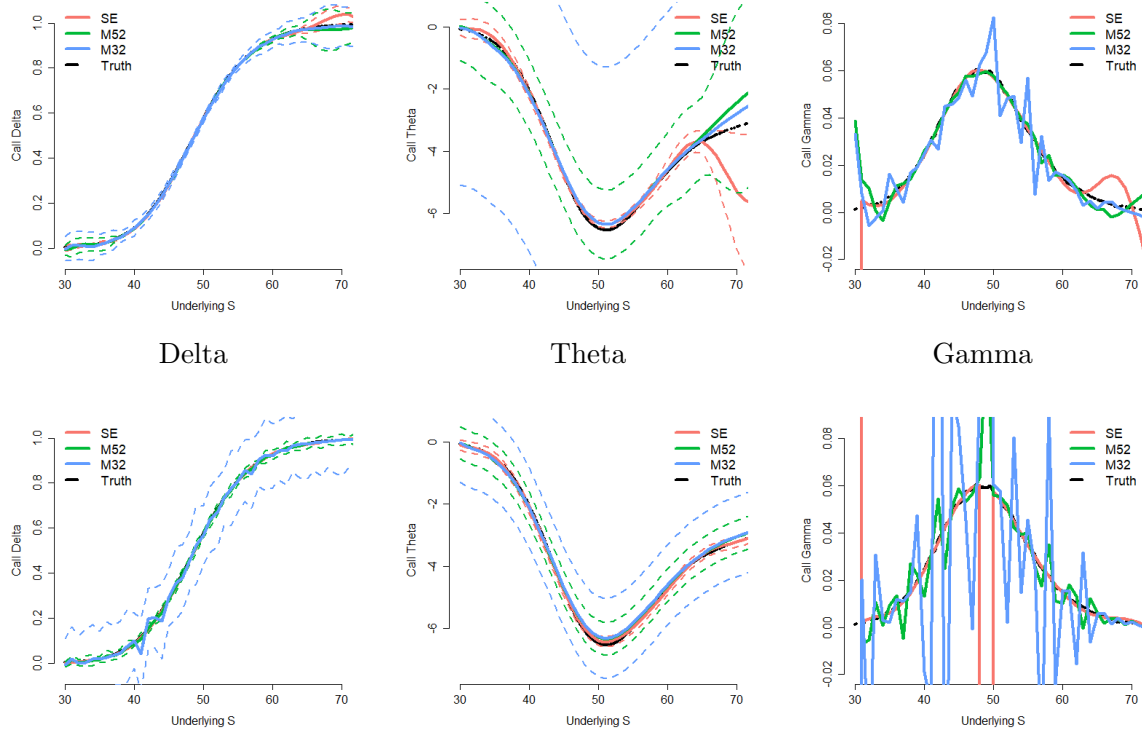 SE
M52
M32
Truth
Call Delta
0.0
0.2
0.4
0.6
0.8
1.0
30
40
50
60
70
Underlying S
SE
M52
M32
Truth
Call Theta
0
-2
-4
-6
30
40
50
60
70
Underlying S
SE
M52
M32
Truth
Call Gamma
-0.02
0.00
0.02
0.04
0.06
0.08
30
40
50
60
70
Underlying S
Delta
Theta
Gamma
SE
M52
M32
Truth
Call Delta
0.0
0.2
0.4
0.6
0.8
1.0
30
40
50
60
70
Underlying S
SE
M52
M32
Truth
Call Theta
0
-2
-4
-6
30
40
50
60
70
Underlying S
SE
M52
M32
Truth
Call Gamma
-0.02
0.00
0.02
0.04
0.06
0.08
30
40
50
60
70
Underlying S